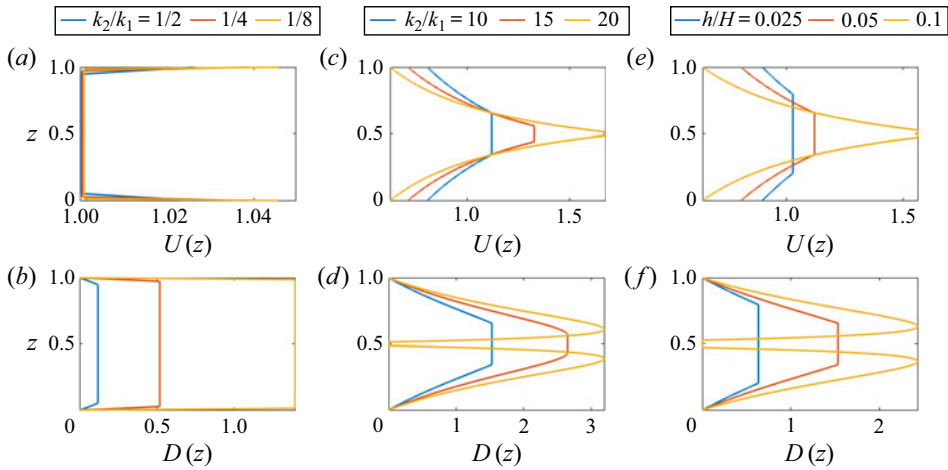 k₂/k₁ = 1/2 1/4 1/8
k₂/k₁ = 10 15 20
h/H = 0.025 0.05 0.1
(a) (c) (e)
1.0 1.0 1.0
z 0.5 0.5 0.5
0 0 0
1.00 1.02 1.04 1.0 1.5 1.0 1.5
U(z) U(z) U(z)
(b) (d) (f)
1.0 1.0 1.0
z 0.5 0.5 0.5
0 0 0
0 0.5 1.0 0 1 2 3 0 1 2
D(z) D(z) D(z)